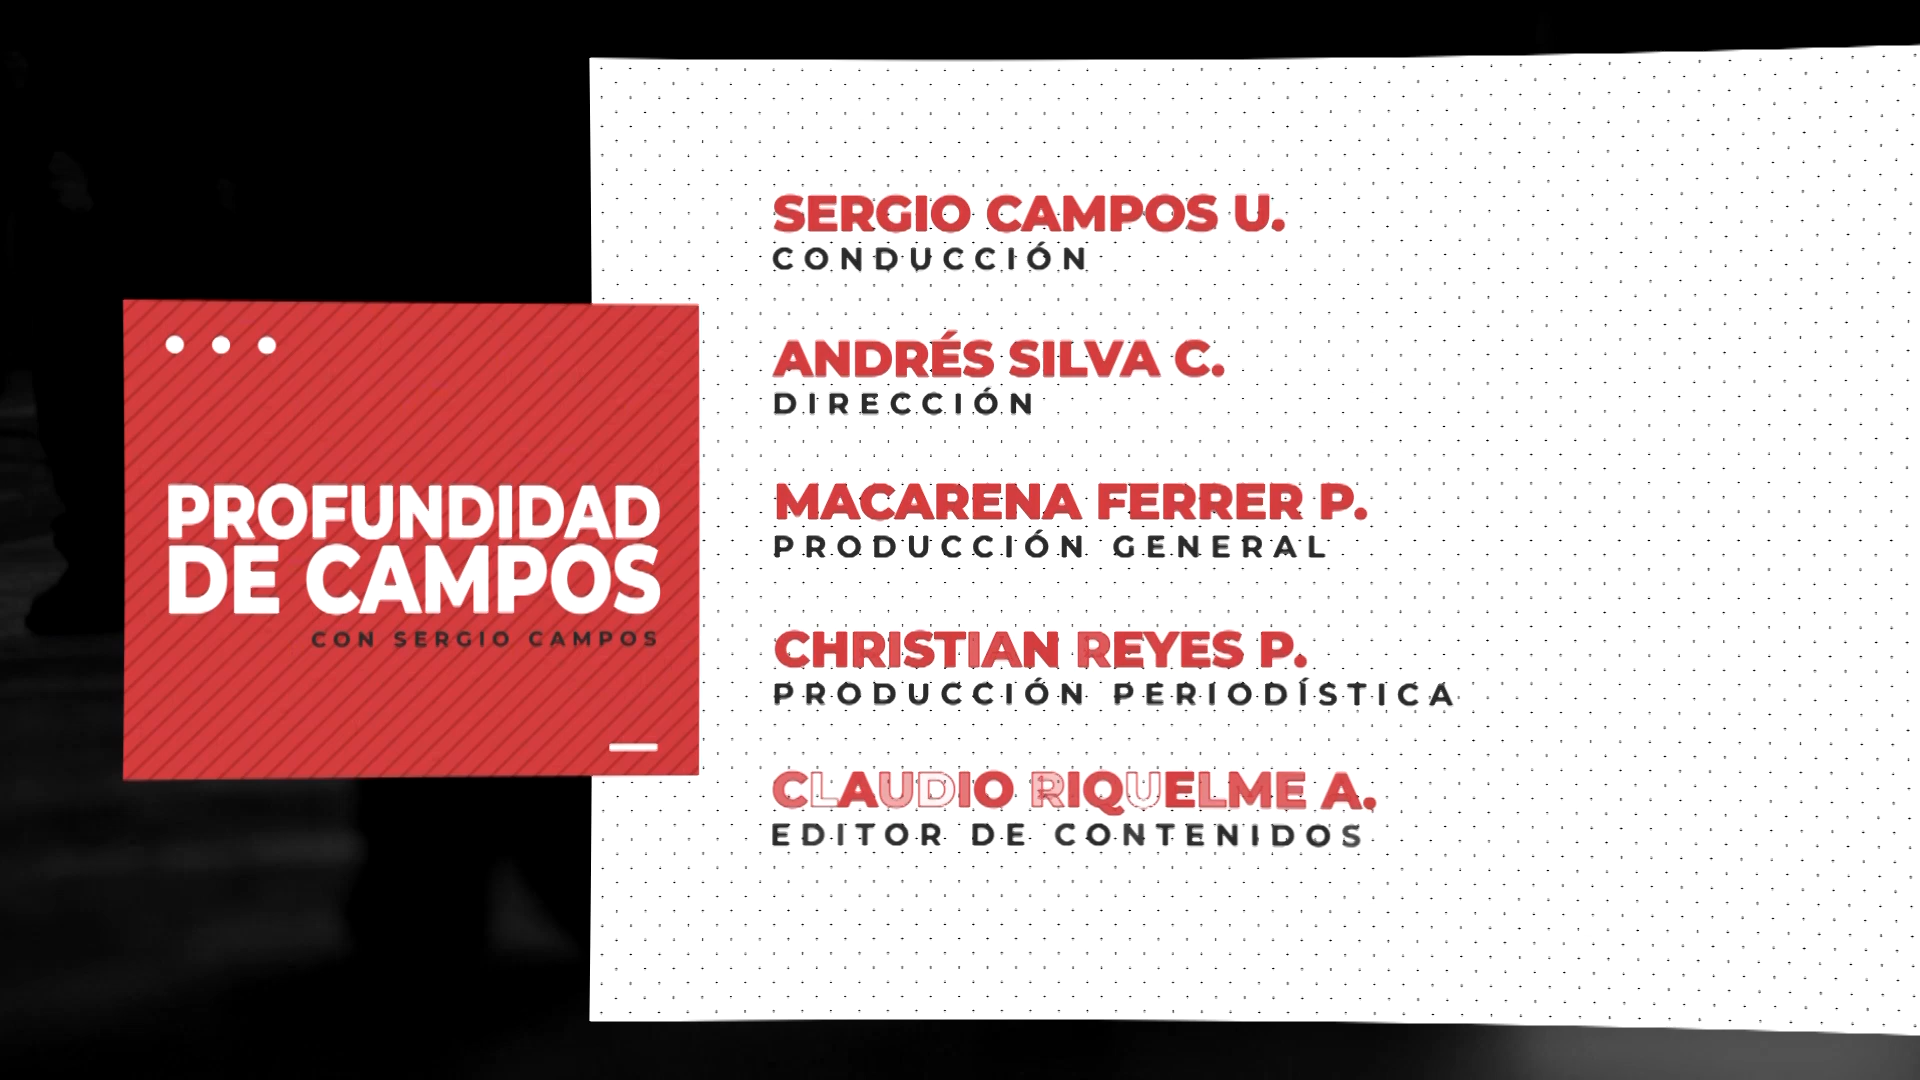 PROFUNDIDAD
DE CAMPOS
CON SERGIO CAMPOS
SERGIO CAMPOS U.
CONDUCCIÓN
ANDRÉS SILVA C.
DIRECCIÓN
MACARENA FERRER P.
PRODUCCIÓN GENERAL
CHRISTIAN REYES P.
PRODUCCIÓN PERIODÍSTICA
CLAUDIO RIQUELME A.
EDITOR DE CONTENIDOS